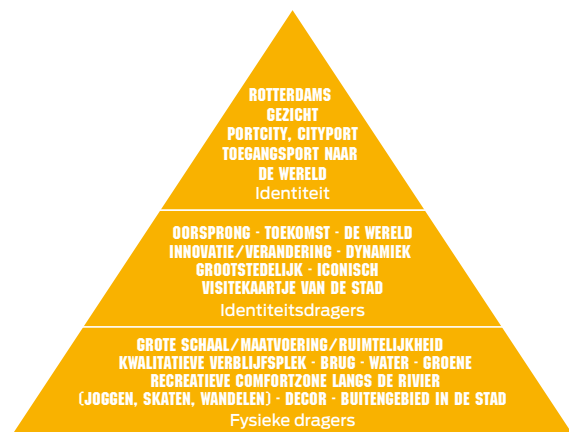 ROTTERDAMS
GEZICHT
PORTCITY, CITYPORT
TOEGANGSPORT NAAR
DE WERELD
Identiteit
OORSPRONG - TOEKOMST - DE WERELD
INNOVATIE/VERANDERING - DYNAMIEK
GROOTSTEDELIJK - ICONISCH
VISITEKAARTJE VAN DE STAD
Identiteitsdragers
GROTE SCHAAL/MAATVOERING/RUIMTELIJKHEID
KWALITATIEVE VERBLIJFSPLEK - BRUG - WATER - GROENE
RECREATIEVE COMFORTZONE LANGS DE RIVIER
(JOGGEN, SKATEN, WANDELEN) - DECOR - BUITENGEBIED IN DE STAD
Fysieke dragers